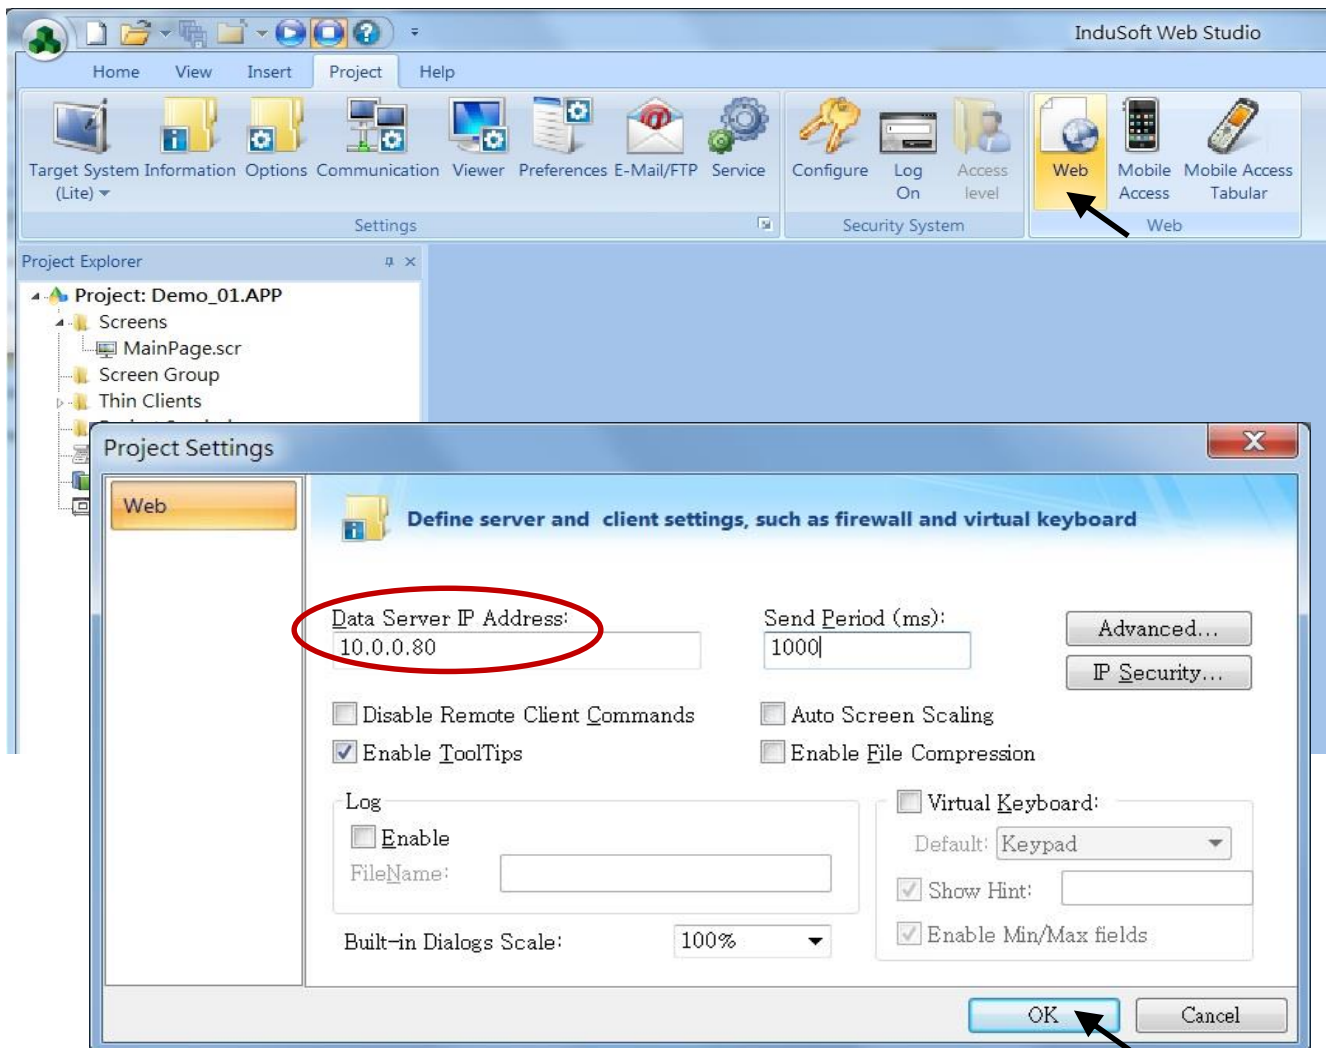 InduSoft Web Studio
Home View Insert Project Help
Target System (Lite) Information Options Communication Viewer Preferences E-Mail/FTP Service Configure Log On Access level Web Mobile Access Mobile Access Tabular
Settings Security System Web
Project Explorer
Project: Demo_01.APP
Screens
MainPage.scr
Screen Group
Thin Clients
Project Settings
Web
Define server and client settings, such as firewall and virtual keyboard
Data Server IP Address: Send Period (ms):
10.0.0.80 1000
Advanced...
IP Security...
Disable Remote Client Commands Auto Screen Scaling
Enable ToolTips Enable File Compression
Log Virtual Keyboard:
Enable Default: Keypad
FileName: Show Hint:
Built-in Dialogs Scale: 100% Enable Min/Max fields
OK Cancel